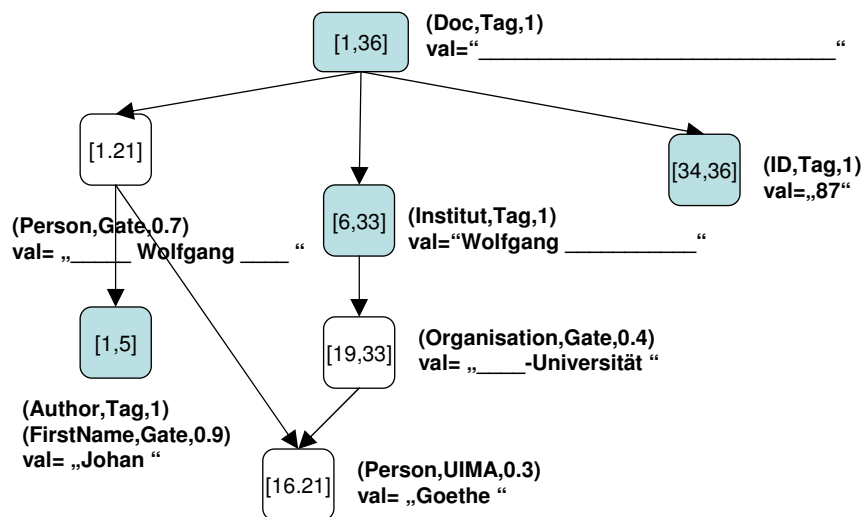 [1,36]
(Doc,Tag,1)
val=“______________________________“
[1.21]
[34,36]
(ID,Tag,1)
val=„87“
[6,33]
(Person,Gate,0.7)
val= „_____ Wolfgang ____ “
(Institut,Tag,1)
val=“Wolfgang ___________“
[1,5]
[19,33]
(Organisation,Gate,0.4)
val= „____-Universität “
(Author,Tag,1)
(FirstName,Gate,0.9)
val= „Johan “
[16.21]
(Person,UIMA,0.3)
val= „Goethe “